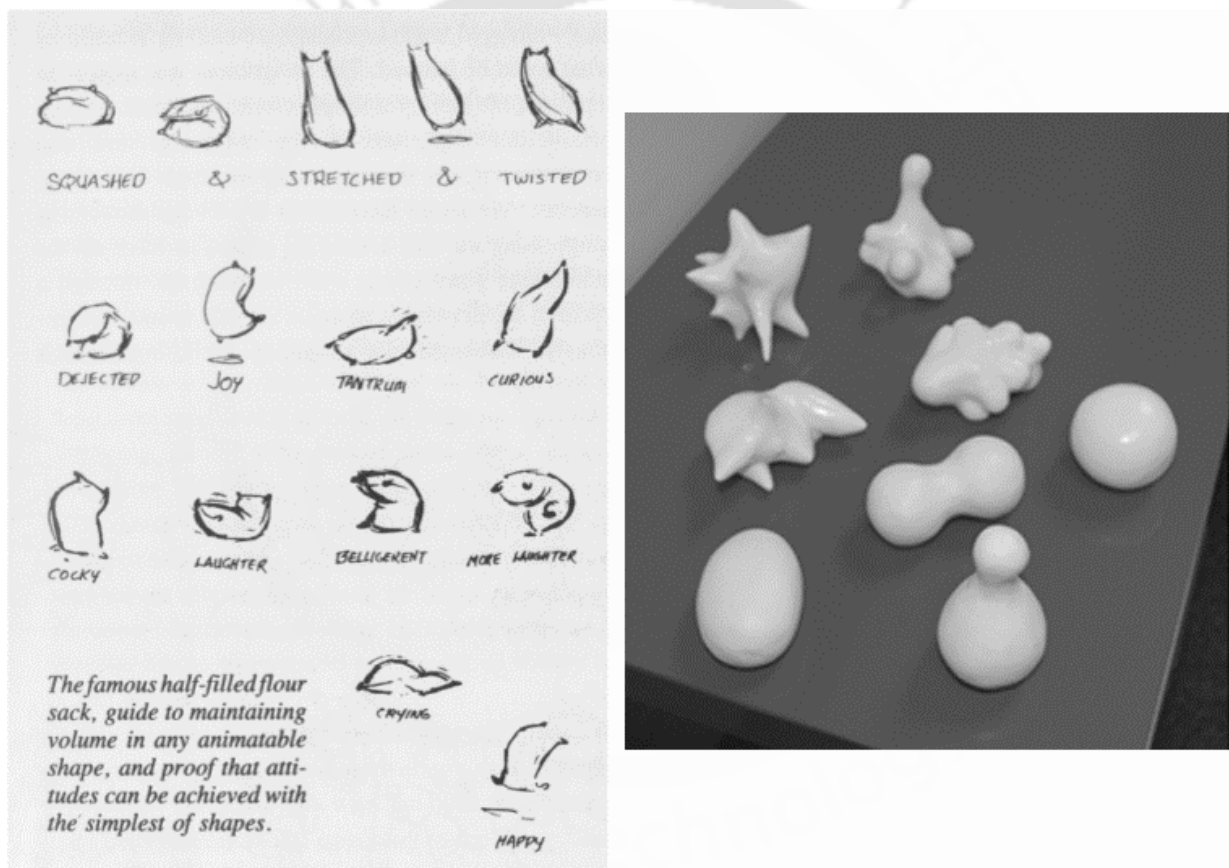 SQUASHED & STRETCHED & TWISTED
DEJECTED JOY TANTRUM CURIOUS
COCKY LAUGHTER BELLIGERENT MORE LAUGHTER
The famous half-filled flour
sack, guide to maintaining
volume in any animatable
shape, and proof that atti-
tudes can be achieved with
the simplest of shapes.
CRYING
HAPPY